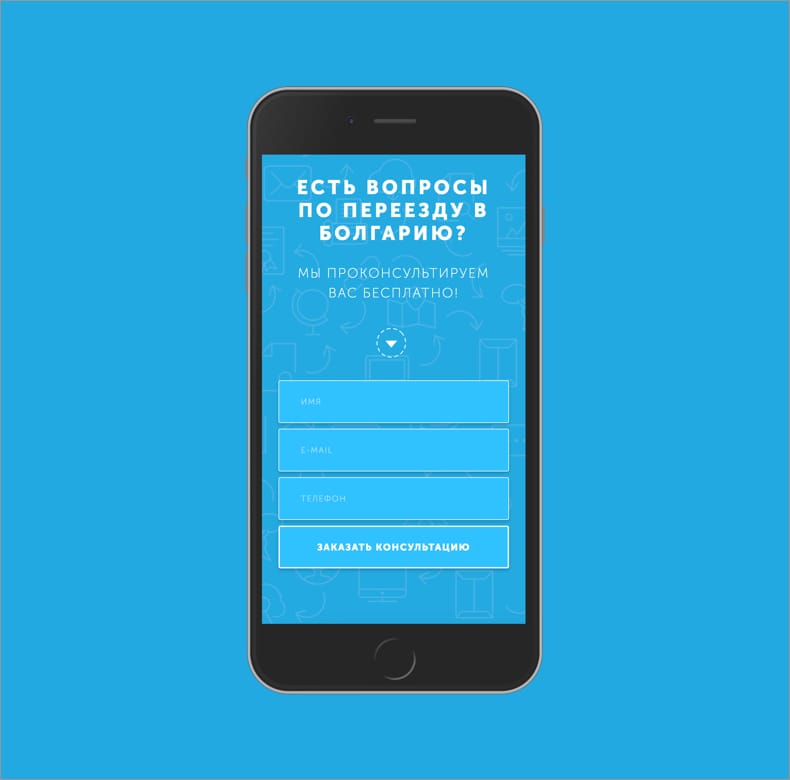 ЕСТЬ ВОПРОСЫ
ПО ПЕРЕЕЗДУ В
БОЛГАРИЮ?
МЫ ПРОКОНСУЛЬТИРУЕМ
ВАС БЕСПЛАТНО!
ИМЯ
E-MAIL
ТЕЛЕФОН
ЗАКАЗАТЬ КОНСУЛЬТАЦИЮ